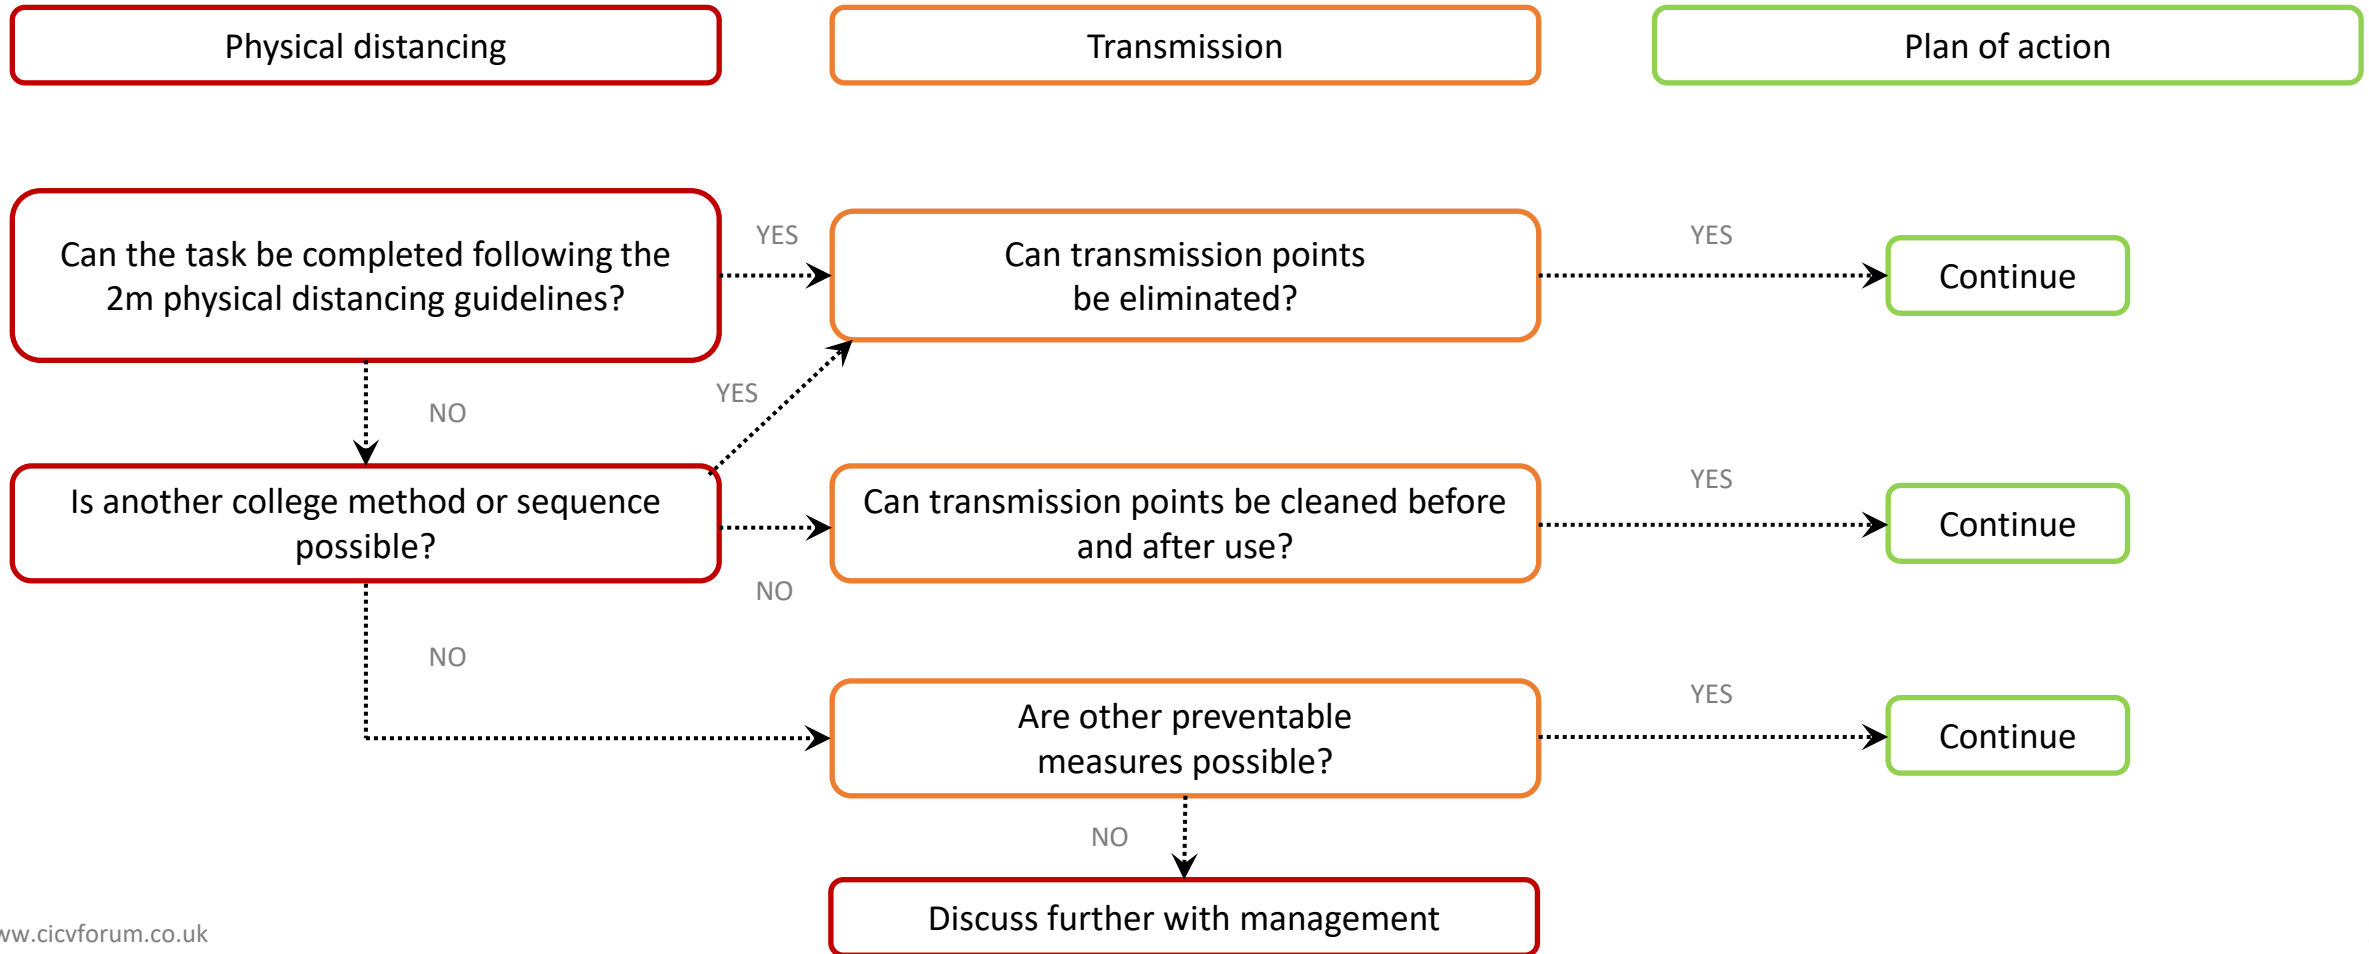 Physical distancing
Transmission
Plan of action
Can the task be completed following the
2m physical distancing guidelines?
YES
Can transmission points
be eliminated?
YES
Continue
NO
YES
Is another college method or sequence
possible?
NO
Can transmission points be cleaned before
and after use?
YES
Continue
NO
Are other preventable
measures possible?
YES
Continue
NO
Discuss further with management
ww.cicvforum.co.uk